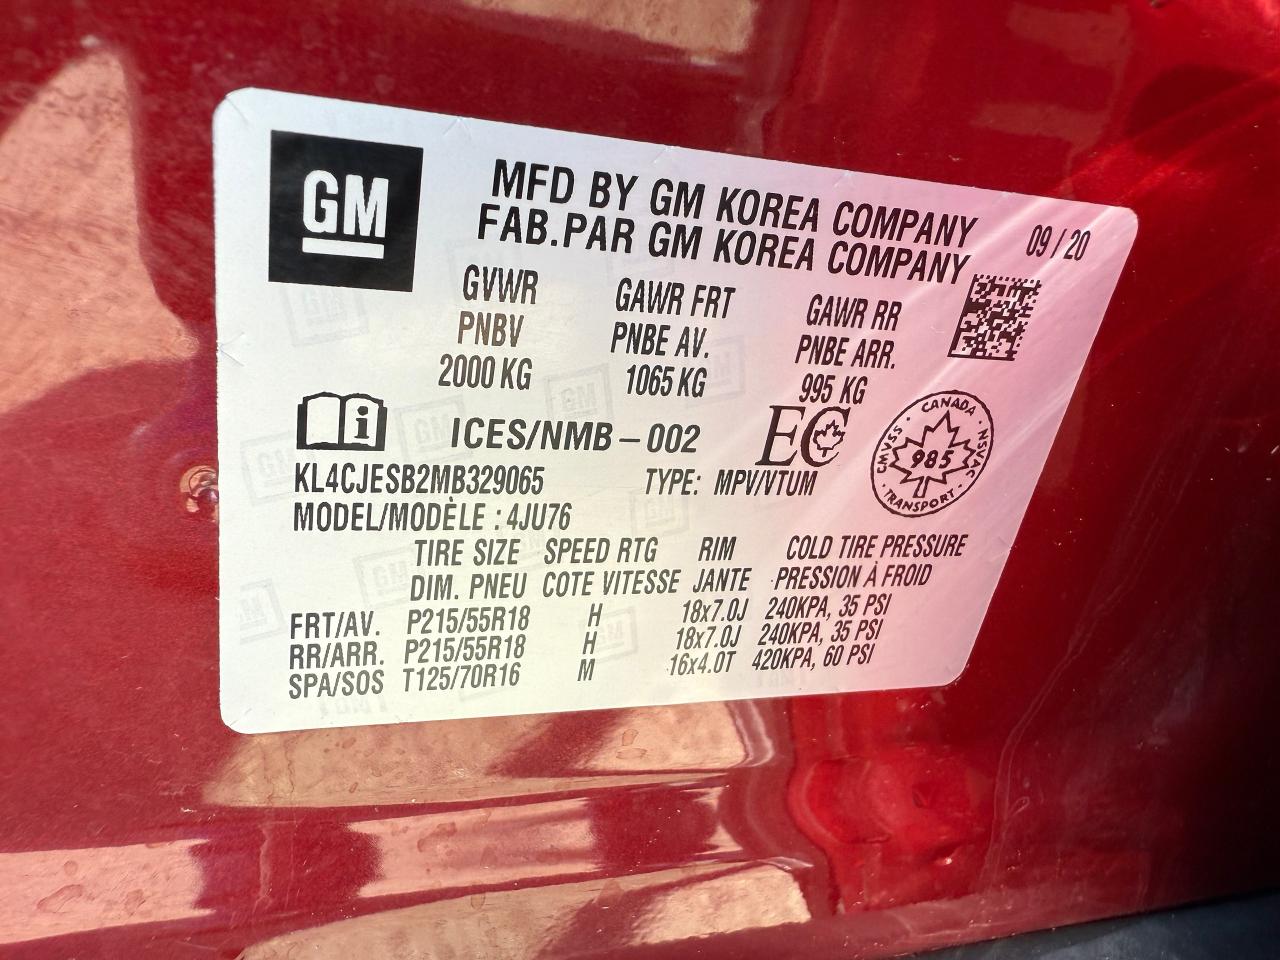 GM
MFD BY GM KOREA COMPANY
FAB.PAR GM KOREA COMPANY
09 / 20
GVWR GAWR FRT GAWR RR
PNBV PNBE AV. PNBE ARR.
2000 KG 1065 KG 995 KG
i ICES/NMB-002 EC
CANADA
CMVSS · NSVAC
985
TRANSPORT
KL4CJESB2MB329065 TYPE: MPV/VTUM
MODEL/MODÈLE : 4JU76
TIRE SIZE SPEED RTG RIM COLD TIRE PRESSURE
DIM. PNEU COTE VITESSE JANTE PRESSION À FROID
FRT/AV. P215/55R18 H 18x7.0J 240KPA, 35 PSI
RR/ARR. P215/55R18 H 18x7.0J 240KPA, 35 PSI
SPA/SOS T125/70R16 M 16x4.0T 420KPA, 60 PSI